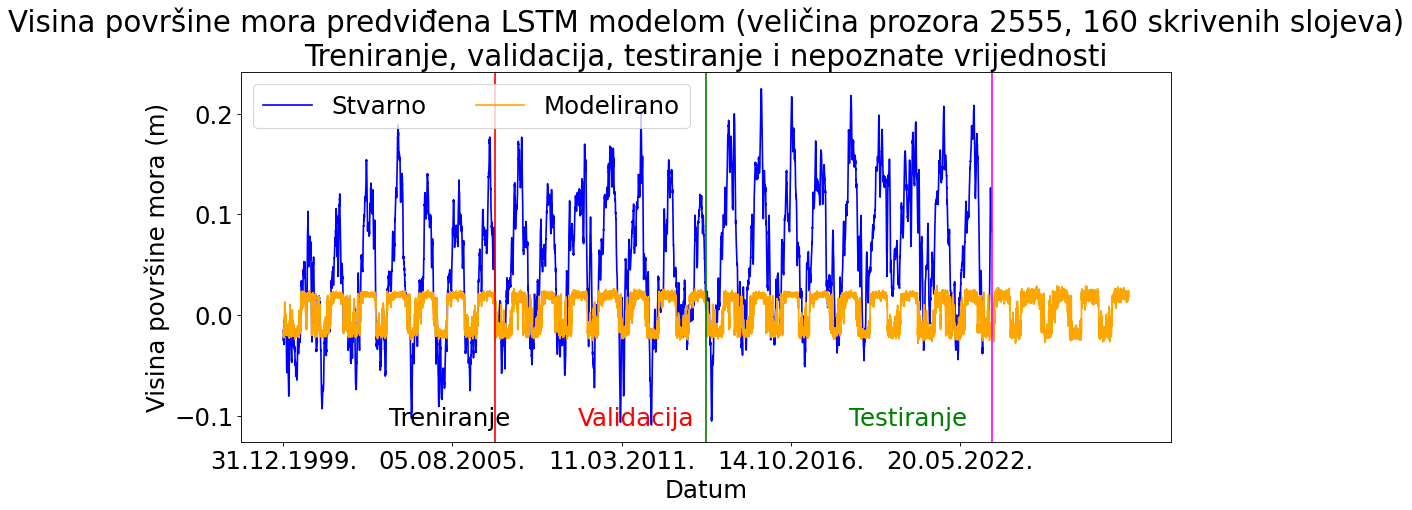 Visina površine mora predviđena LSTM modelom (veličina prozora 2555, 160 skrivenih slojeva)
Treniranje, validacija, testiranje i nepoznate vrijednosti
Stvarno
Modelirano
Visina površine mora (m)
0.2
0.1
0.0
−0.1
Treniranje
Validacija
Testiranje
31.12.1999.
05.08.2005.
11.03.2011.
14.10.2016.
20.05.2022.
Datum